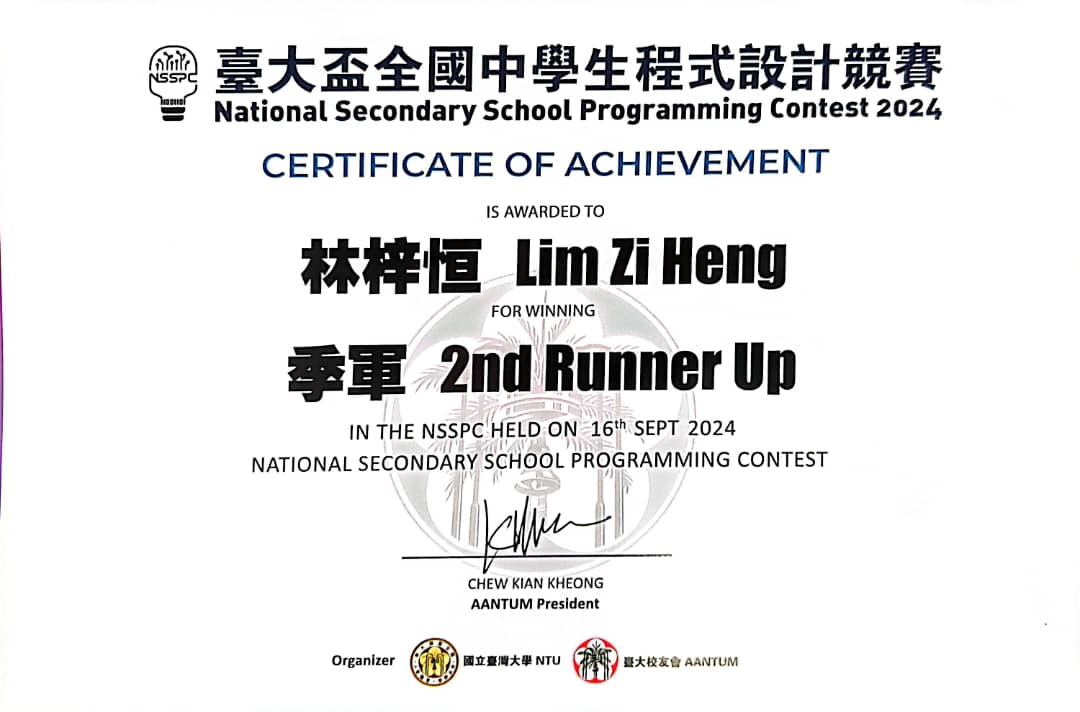 NSSPC
臺大盃全國中學生程式設計競賽
National Secondary School Programming Contest 2024
CERTIFICATE OF ACHIEVEMENT
IS AWARDED TO
林梓恒 Lim Zi Heng
FOR WINNING
季軍 2nd Runner Up
IN THE NSSPC HELD ON 16th SEPT 2024
NATIONAL SECONDARY SCHOOL PROGRAMMING CONTEST
CHEW KIAN KHEONG
AANTUM President
Organizer 國立臺灣大學 NTU 臺大校友會 AANTUM